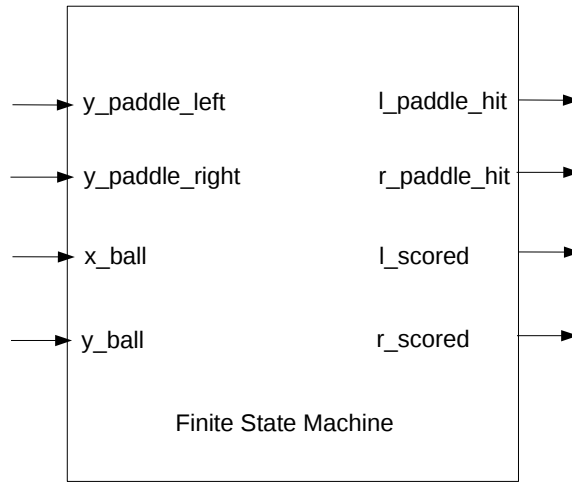 y_paddle_left l_paddle_hit
y_paddle_right r_paddle_hit
x_ball l_scored
y_ball r_scored
Finite State Machine